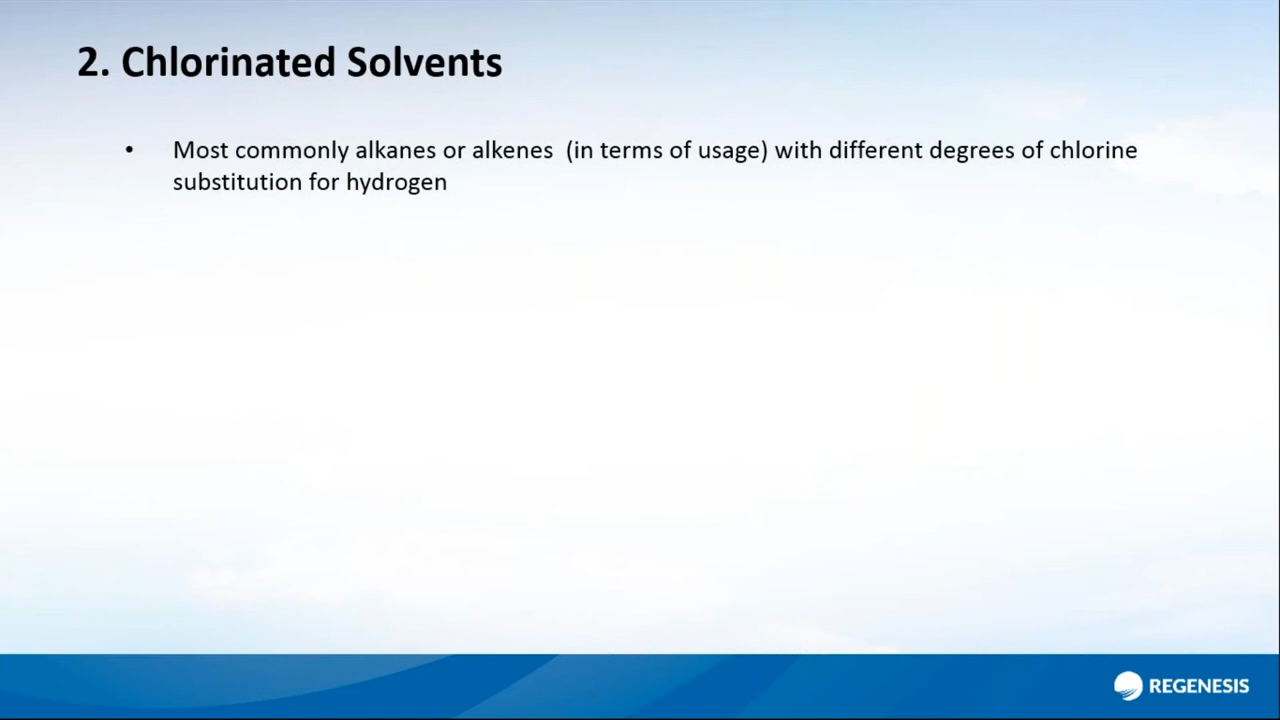 2. Chlorinated Solvents
• Most commonly alkanes or alkenes  (in terms of usage) with different degrees of chlorine
substitution for hydrogen
REGENESIS